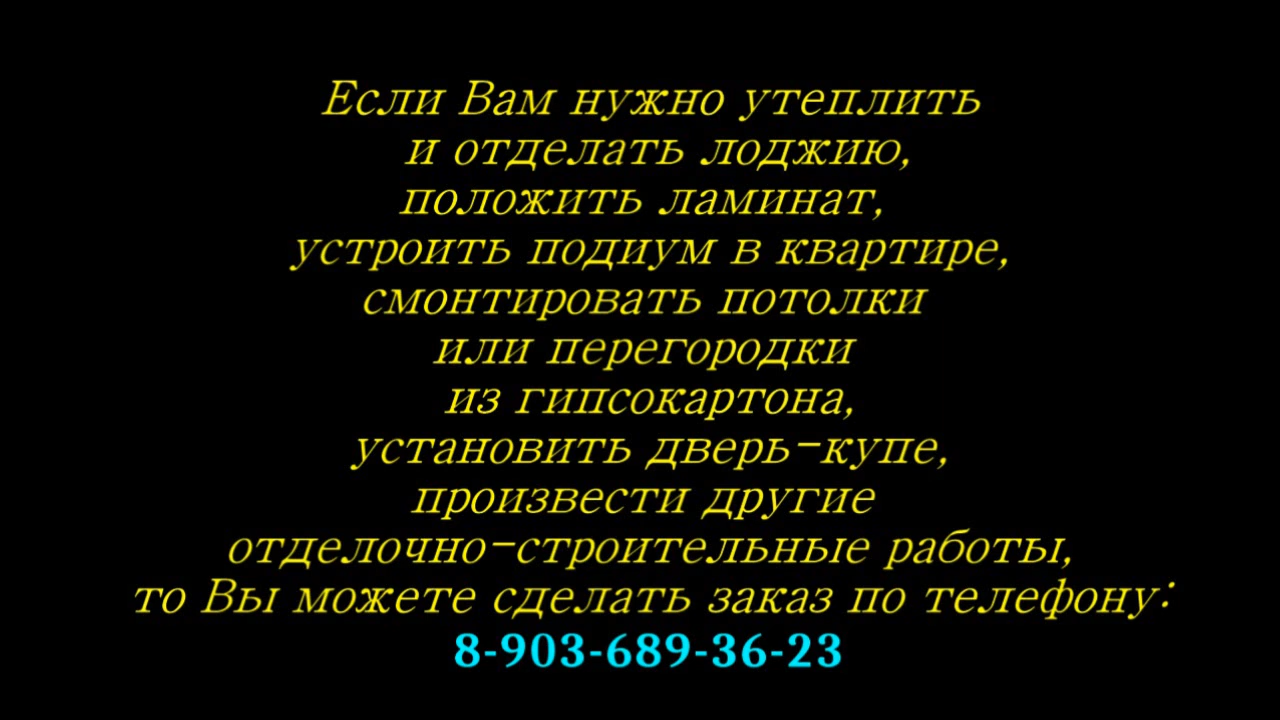 Если Вам нужно утеплить
и отделать лоджию,
положить ламинат,
устроить подиум в квартире,
смонтировать потолки
или перегородки
из гипсокартона,
установить дверь-купе,
произвести другие
отделочно-строительные работы,
то Вы можете сделать заказ по телефону:
8-903-689-36-23